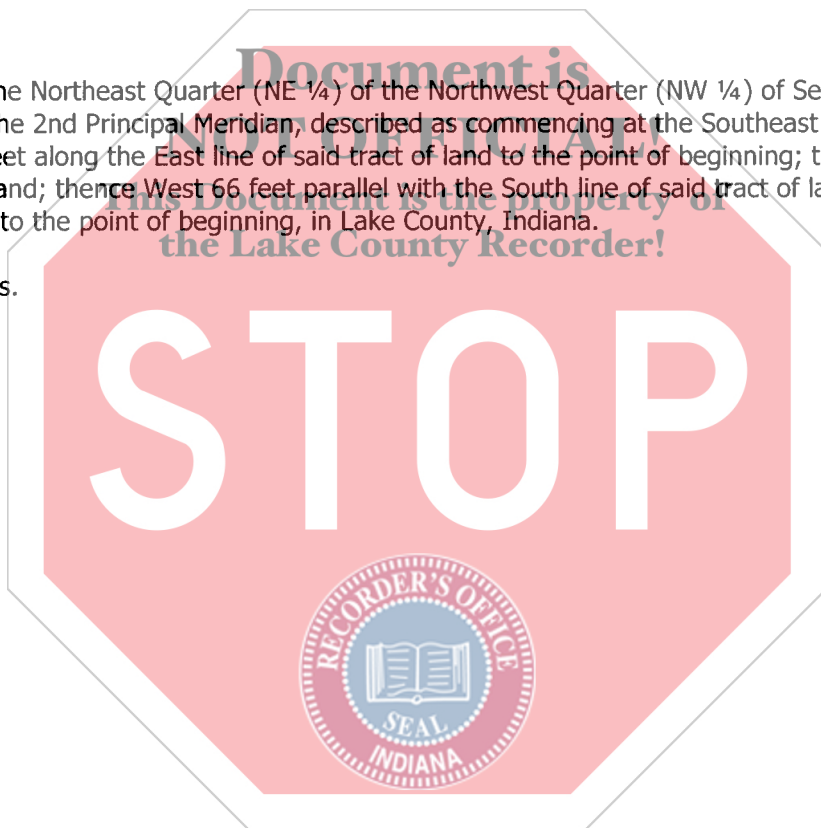 Document is
ne Northeast Quarter (NE ¼) of the Northwest Quarter (NW ¼) of Se
ne 2nd Principal Meridian, described as commencing at the Southeast
NOT OFFICIAL!
eet along the East line of said tract of land to the point of beginning; t
and; thence West 66 feet parallel with the South line of said tract of la
This Document is the property of
to the point of beginning, in Lake County, Indiana.
the Lake County Recorder!
s.
STOP
RECORDER'S OFFICE
SEAL
INDIANA